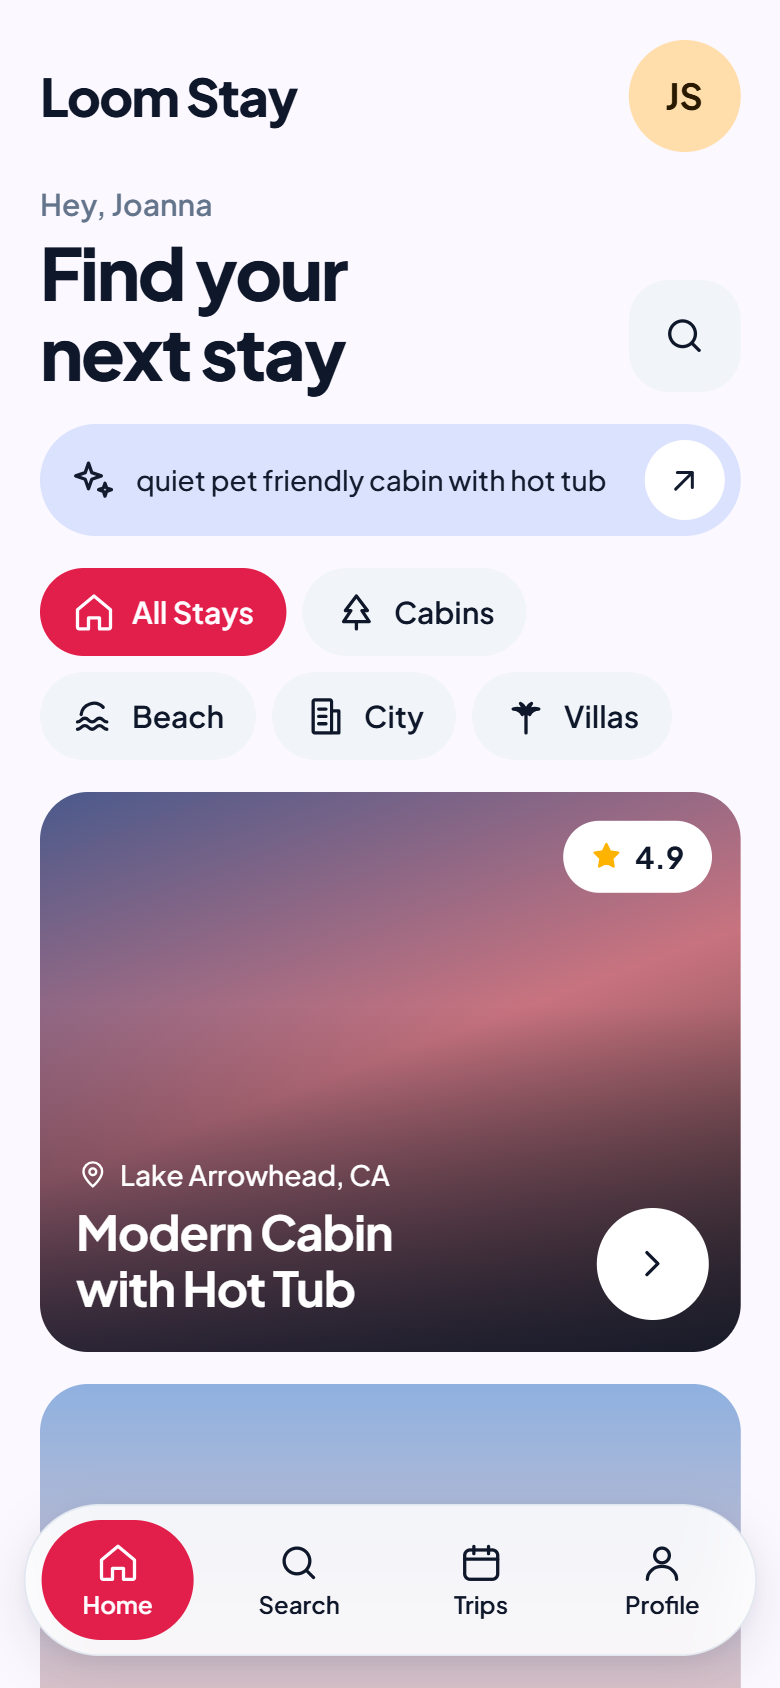 Loom Stay
JS
Hey, Joanna
Find your
next stay
quiet pet friendly cabin with hot tub
All Stays
Cabins
Beach
City
Villas
4.9
Lake Arrowhead, CA
Modern Cabin
with Hot Tub
Home
Search
Trips
Profile